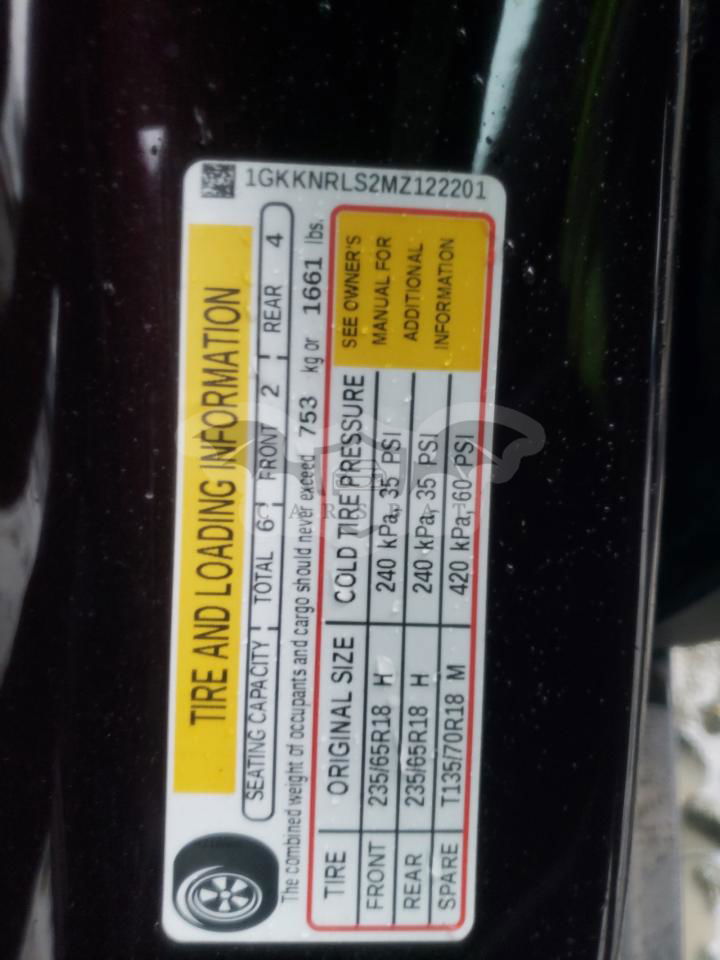 1GKKNRLS2MZ122201
TIRE AND LOADING INFORMATION
SEATING CAPACITY TOTAL 6 FRONT 2 REAR 4
The combined weight of occupants and cargo should never exceed 753 kg or 1661 lbs.
TIRE ORIGINAL SIZE COLD TIRE PRESSURE
FRONT 235/65R18 H 240 kPa, 35 PSI
REAR 235/65R18 H 240 kPa, 35 PSI
SPARE T135/70R18 M 420 kPa, 60 PSI
SEE OWNER'S
MANUAL FOR
ADDITIONAL
INFORMATION